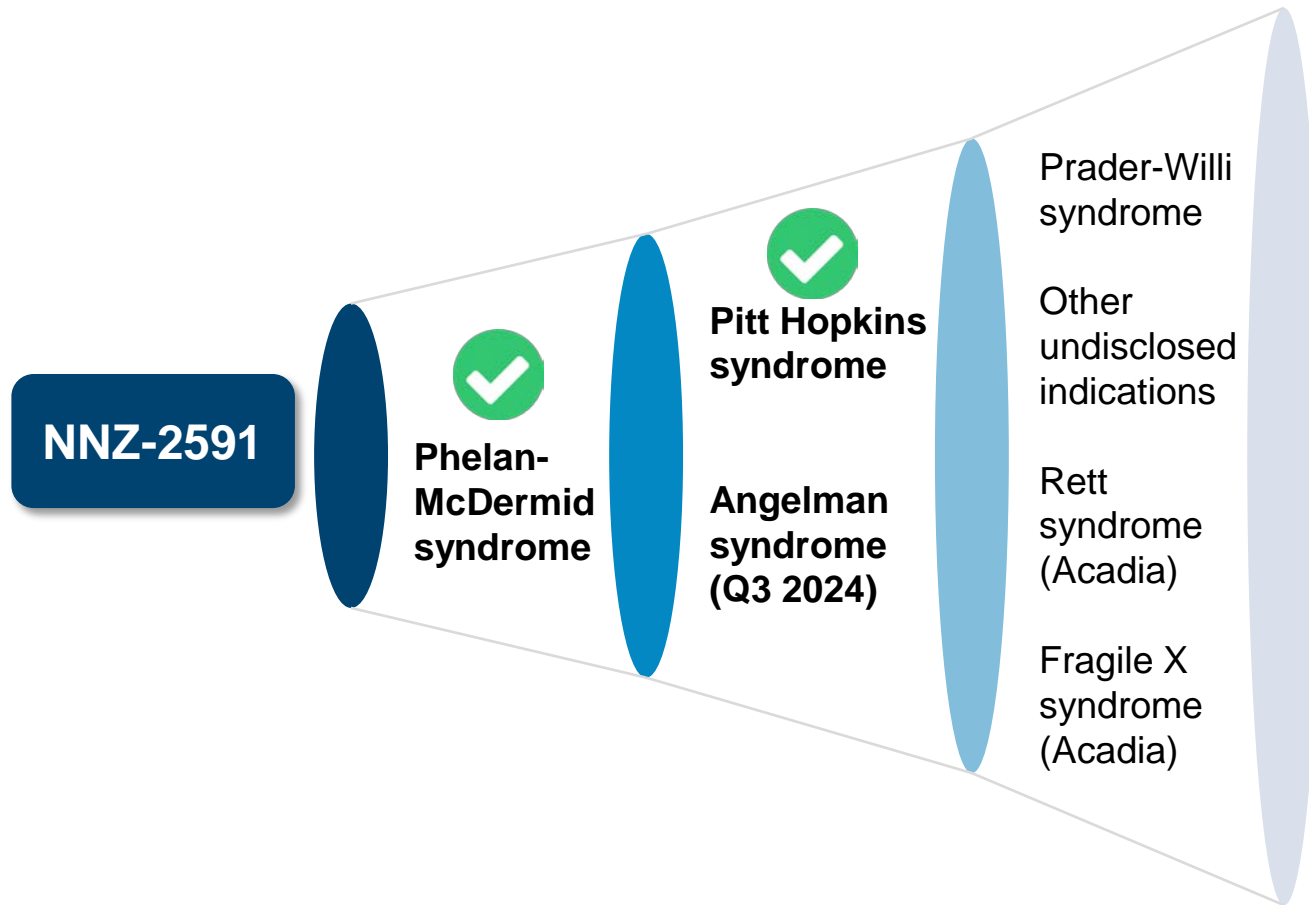 NNZ-2591
Phelan-
McDermid
syndrome
Pitt Hopkins
syndrome
Angelman
syndrome
(Q3 2024)
Prader-Willi
syndrome
Other
undisclosed
indications
Rett
syndrome
(Acadia)
Fragile X
syndrome
(Acadia)